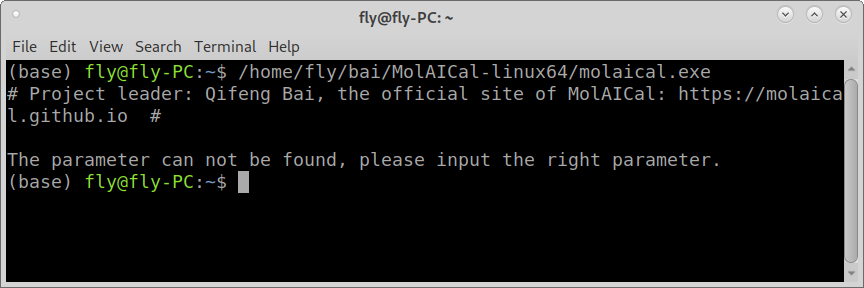 fly@fly-PC: ~
File Edit View Search Terminal Help
(base) fly@fly-PC:~$ /home/fly/bai/MolAICal-linux64/molaical.exe
# Project leader: Qifeng Bai, the official site of MolAICal: https://molaica
l.github.io  #
The parameter can not be found, please input the right parameter.
(base) fly@fly-PC:~$